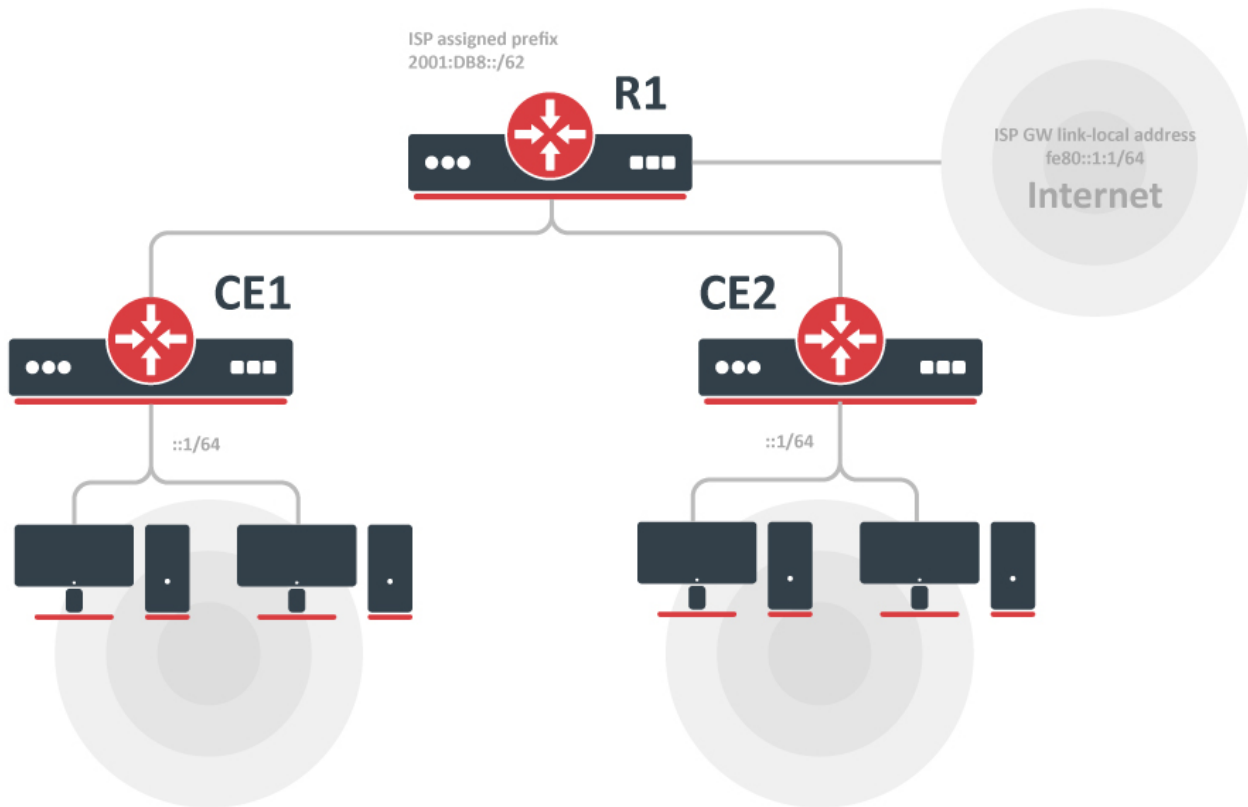 ISP assigned prefix
2001:DB8::/62
R1
ISP GW link-local address
fe80::1:1/64
Internet
CE1
CE2
::1/64
::1/64